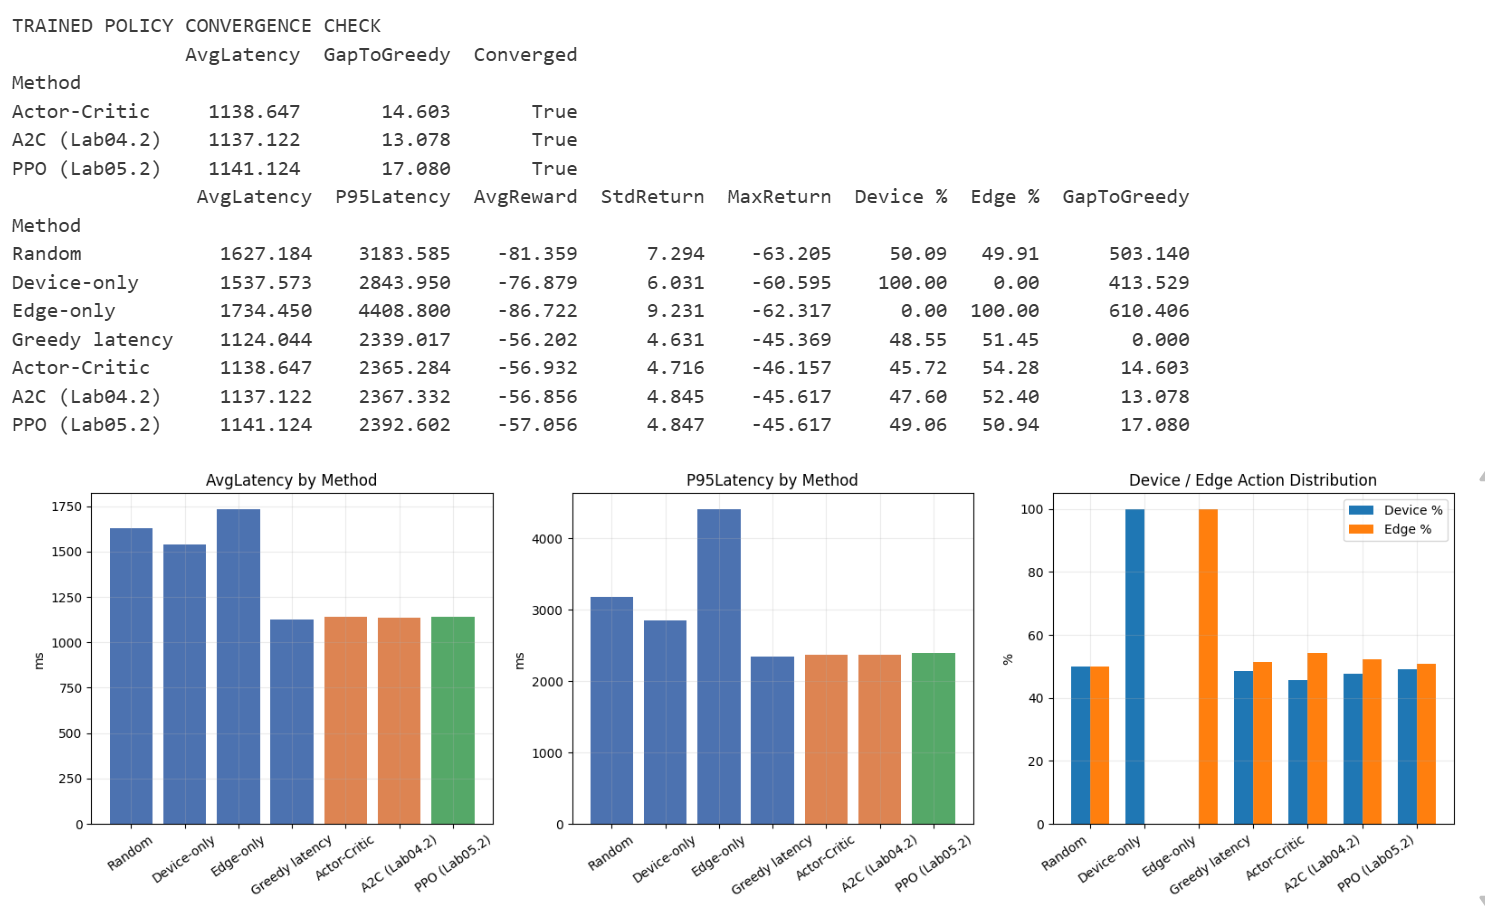 TRAINED POLICY CONVERGENCE CHECK
AvgLatency GapToGreedy Converged
Method
Actor-Critic 1138.647 14.603 True
A2C (Lab04.2) 1137.122 13.078 True
PPO (Lab05.2) 1141.124 17.080 True
AvgLatency P95Latency AvgReward StdReturn MaxReturn Device % Edge % GapToGreedy
Method
Random 1627.184 3183.585 -81.359 7.294 -63.205 50.09 49.91 503.140
Device-only 1537.573 2843.950 -76.879 6.031 -60.595 100.00 0.00 413.529
Edge-only 1734.450 4408.800 -86.722 9.231 -62.317 0.00 100.00 610.406
Greedy latency 1124.044 2339.017 -56.202 4.631 -45.369 48.55 51.45 0.000
Actor-Critic 1138.647 2365.284 -56.932 4.716 -46.157 45.72 54.28 14.603
A2C (Lab04.2) 1137.122 2367.332 -56.856 4.845 -45.617 47.60 52.40 13.078
PPO (Lab05.2) 1141.124 2392.602 -57.056 4.847 -45.617 49.06 50.94 17.080
AvgLatency by Method
1750
1500
1250
1000
750
500
250
0
ms
Random
Device-only
Edge-only
Greedy latency
Actor-Critic
A2C (Lab04.2)
PPO (Lab05.2)
P95Latency by Method
4000
3000
2000
1000
0
ms
Random
Device-only
Edge-only
Greedy latency
Actor-Critic
A2C (Lab04.2)
PPO (Lab05.2)
Device / Edge Action Distribution
Device %
Edge %
100
80
60
40
20
0
%
Random
Device-only
Edge-only
Greedy latency
Actor-Critic
A2C (Lab04.2)
PPO (Lab05.2)